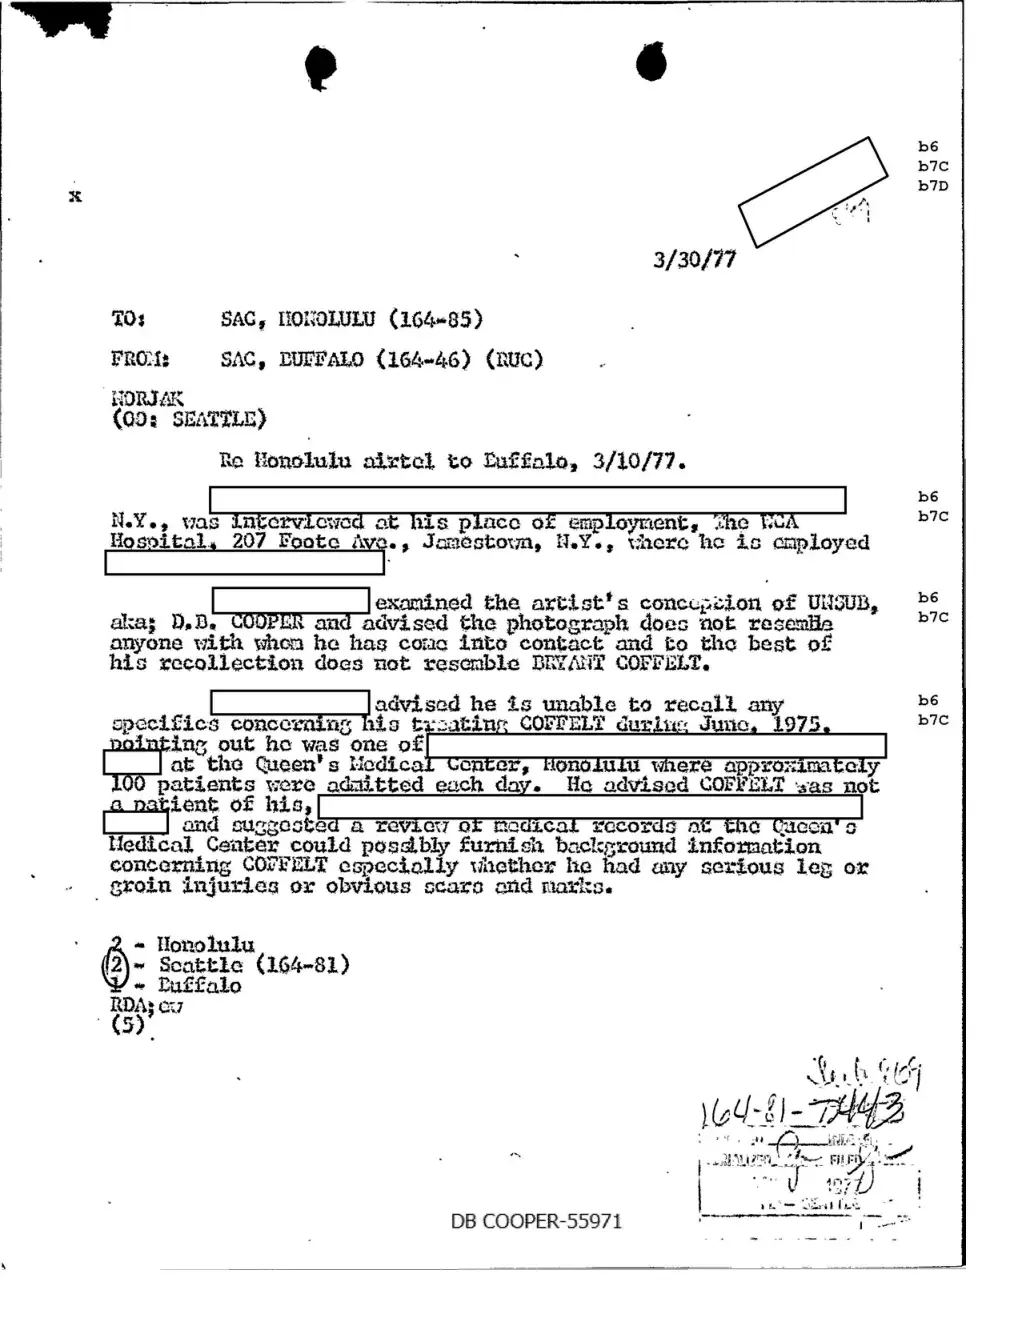 b6
b7C
b7D
x
3/30/77
TO: SAC, HONOLULU (164-85)
FROM: SAC, BUFFALO (164-46) (RUC)
NORJAK
(OO: SEATTLE)
Re Honolulu airtel to Buffalo, 3/10/77.
b6
b7C
N.Y., was interviewed at his place of employment, The WCA
Hospital, 207 Foote Ave., Jamestown, N.Y., where he is employed
.
examined the artist's conception of UNSUB,
b6
b7C
aka; D.B. COOPER and advised the photograph does not resemble
anyone with whom he has come into contact and to the best of
his recollection does not resemble BRYANT COFFELT.
advised he is unable to recall any
b6
b7C
specifics concerning his treating COFFELT during June, 1975,
pointing out he was one of
at the Queen's Medical Center, Honolulu where approximately
100 patients were admitted each day. He advised COFFELT was not
a patient of his,
and suggested a review of medical records at the Queen's
Medical Center could possibly furnish background information
concerning COFFELT especially whether he had any serious leg or
groin injuries or obvious scars and marks.
2 - Honolulu
2 - Seattle (164-81)
1 - Buffalo
RDA;
(5)
164-81-
FILED
DB COOPER-55971